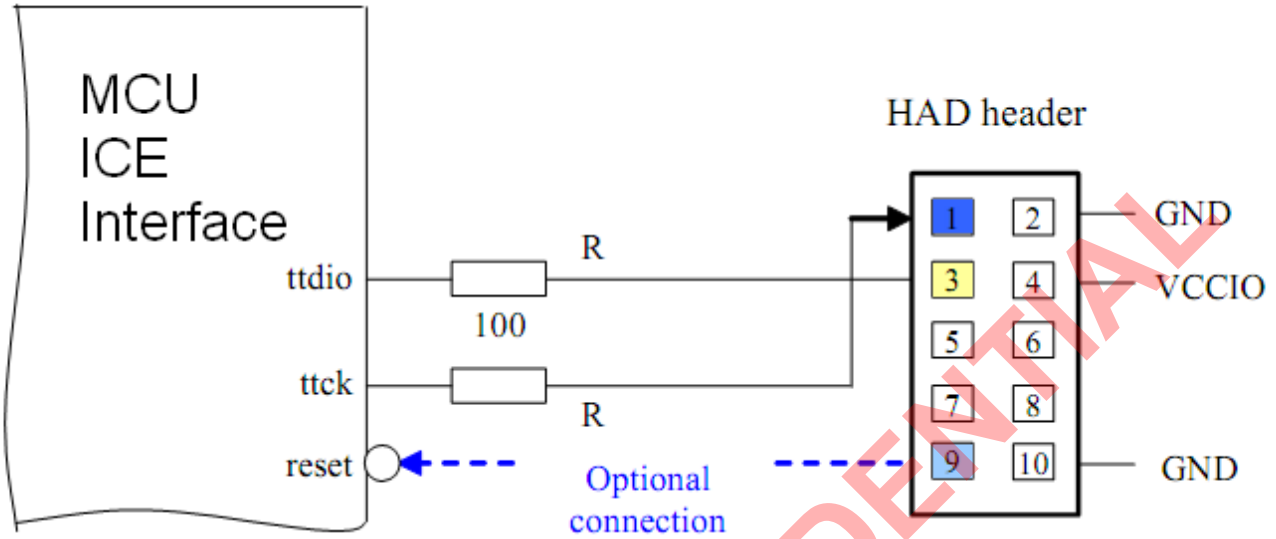 MCU
ICE
Interface
HAD header
1 2 GND
ttdio R 3 4 VCCIO
100
5 6
ttck R
7 8
reset 9 10 GND
Optional
connection
DENTIAL